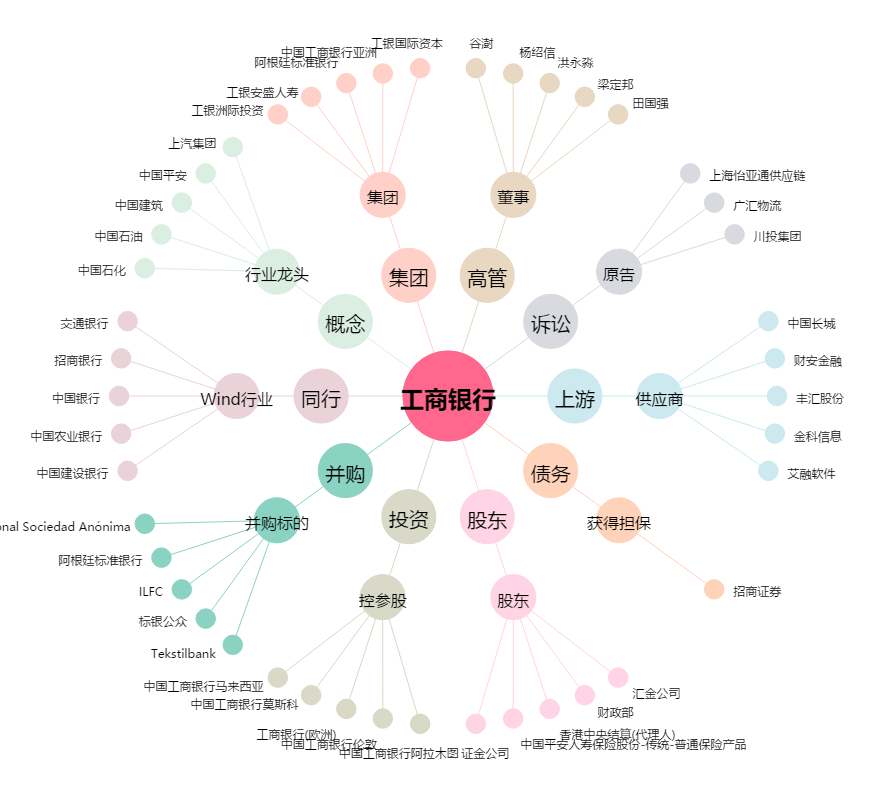 工银国际资本
谷澍
中国工商银行亚洲
杨绍信
阿根廷标准银行
洪永淼
工银安盛人寿
梁定邦
工银洲际投资
田国强
上汽集团
中国平安
上海怡亚通供应链
集团
董事
中国建筑
广汇物流
中国石油
川投集团
中国石化
行业龙头
集团
高管
原告
交通银行
概念
诉讼
中国长城
招商银行
财安金融
中国银行
Wind行业
同行
工商银行
上游
供应商
丰汇股份
中国农业银行
金科信息
中国建设银行
并购
债务
艾融软件
onal Sociedad Anónima
并购标的
投资
股东
获得担保
阿根廷标准银行
ILFC
招商证券
控参股
股东
标银公众
Tekstilbank
中国工商银行马来西亚
汇金公司
中国工商银行莫斯科
财政部
工商银行(欧洲)
香港中央结算(代理人)
中国工商银行伦敦
中国平安人寿保险股份-传统-普通保险产品
中国工商银行阿拉木图
证金公司